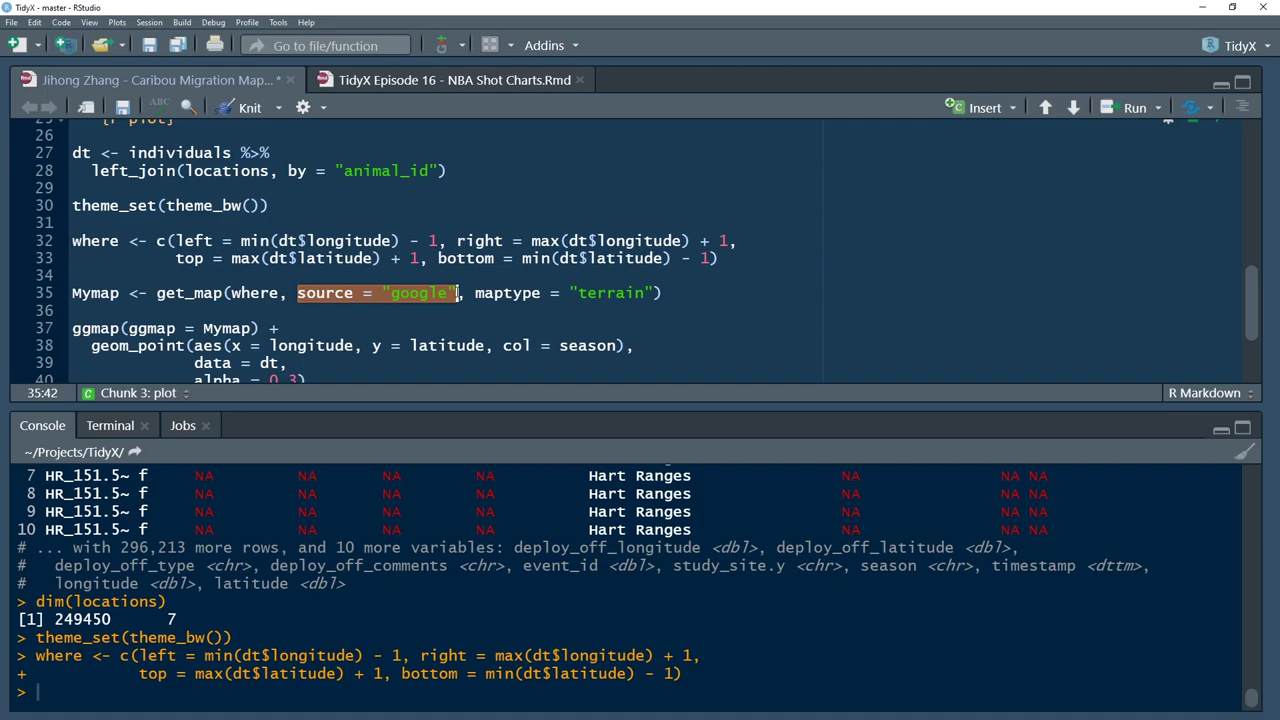 TidyX - master - RStudio
File Edit Code View Plots Session Build Debug Profile Tools Help
Go to file/function Addins TidyX
Jihong Zhang - Caribou Migration Map...* TidyX Episode 16 - NBA Shot Charts.Rmd
ABC Knit Insert Run
26
27 dt <- individuals %>%
28 left_join(locations, by = "animal_id")
29
30 theme_set(theme_bw())
31
32 where <- c(left = min(dt$longitude) - 1, right = max(dt$longitude) + 1,
33 top = max(dt$latitude) + 1, bottom = min(dt$latitude) - 1)
34
35 Mymap <- get_map(where, source = "google", maptype = "terrain")
36
37 ggmap(ggmap = Mymap) +
38 geom_point(aes(x = longitude, y = latitude, col = season),
39 data = dt,
40 alpha = 0.3)
35:42 Chunk 3: plot R Markdown
Console Terminal Jobs
~/Projects/TidyX/
7 HR_151.5~ f NA NA NA NA Hart Ranges NA NA NA
8 HR_151.5~ f NA NA NA NA Hart Ranges NA NA NA
9 HR_151.5~ f NA NA NA NA Hart Ranges NA NA NA
10 HR_151.5~ f NA NA NA NA Hart Ranges NA NA NA
# ... with 296,213 more rows, and 10 more variables: deploy_off_longitude <dbl>, deploy_off_latitude <dbl>,
# deploy_off_type <chr>, deploy_off_comments <chr>, event_id <dbl>, study_site.y <chr>, season <chr>, timestamp <dttm>,
# longitude <dbl>, latitude <dbl>
> dim(locations)
[1] 249450 7
> theme_set(theme_bw())
> where <- c(left = min(dt$longitude) - 1, right = max(dt$longitude) + 1,
+ top = max(dt$latitude) + 1, bottom = min(dt$latitude) - 1)
>